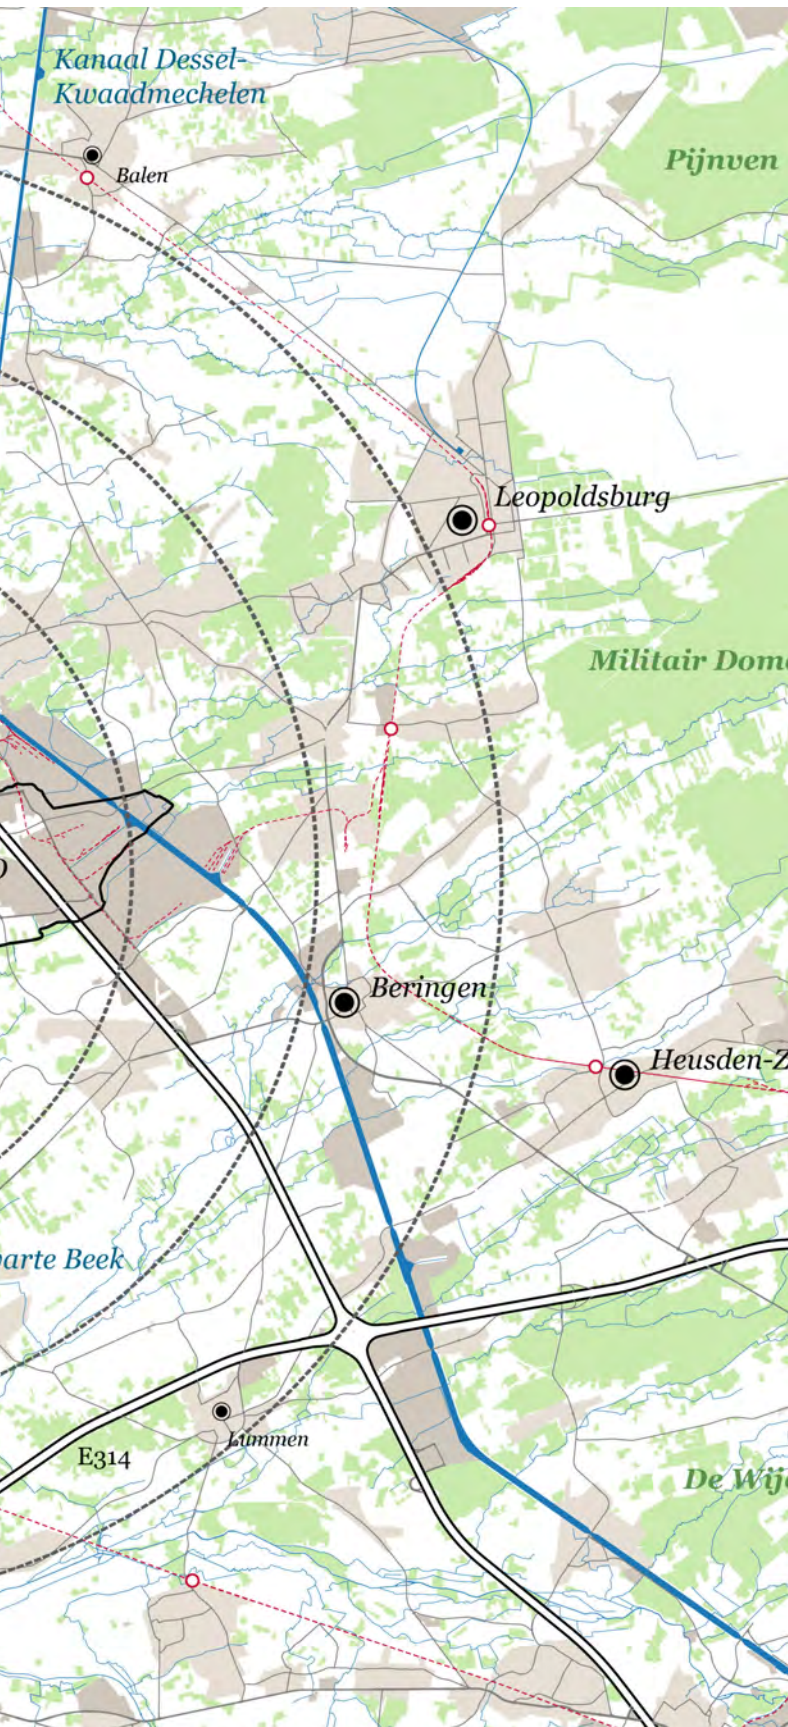 Kanaal Dessel-
Kwaadmechelen
Pijnven
Balen
Leopoldsburg
Militair Dom
Beringen
Heusden-Z
arte Beek
Lummen
E314
De Wij